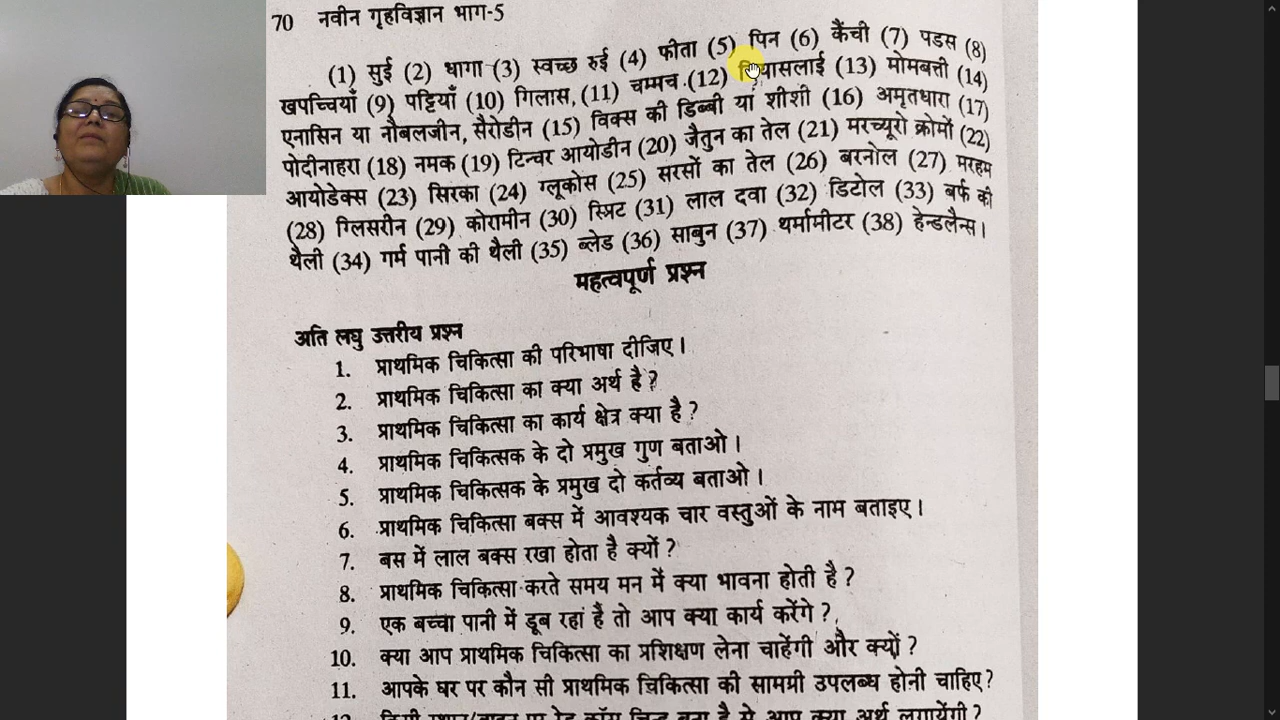 70 नवीन गृहविज्ञान भाग-5
(1) सुई (2) धागा (3) स्वच्छ रुई (4) फीता (5) पिन (6) कैंची (7) पडस (8)
खपच्चियाँ (9) पट्टियाँ (10) गिलास, (11) चम्मच (12) (13) मोमबत्ती (14)
एनासिन या नौबलजीन, सैरोडीन (15) विक्स की डिब्बी या शीशी (16) अमृतधारा (17)
पोदीनाहरा (18) नमक (19) टिन्चर आयोडीन (20) जैतुन का तेल (21) मरच्यूरो क्रोमों (22)
आयोडेक्स (23) सिरका (24) ग्लूकोस (25) सरसों का तेल (26) बरनोल (27) मरहम
(28) ग्लिसरीन (29) कोरामीन (30) स्प्रिट (31) लाल दवा (32) डिटोल (33) बर्फ की
थैली (34) गर्म पानी की थैली (35) ब्लेड (36) साबुन (37) थर्मामीटर (38) हेन्डलैन्स।
महत्वपूर्ण प्रश्न
अति लघु उत्तरीय प्रश्न
1. प्राथमिक चिकित्सा की परिभाषा दीजिए।
2. प्राथमिक चिकित्सा का क्या अर्थ है?
3. प्राथमिक चिकित्सा का कार्य क्षेत्र क्या है?
4. प्राथमिक चिकित्सक के दो प्रमुख गुण बताओ।
5. प्राथमिक चिकित्सक के प्रमुख दो कर्तव्य बताओ।
6. प्राथमिक चिकित्सा बक्स में आवश्यक चार वस्तुओं के नाम बताइए।
7. बस में लाल बक्स रखा होता है क्यों?
8. प्राथमिक चिकित्सा करते समय मन में क्या भावना होती है?
9. एक बच्चा पानी में डूब रहा है तो आप क्या कार्य करेंगे?
10. क्या आप प्राथमिक चिकित्सा का प्रशिक्षण लेना चाहेंगी और क्यों?
11. आपके घर पर कौन सी प्राथमिक चिकित्सा की सामग्री उपलब्ध होनी चाहिए?